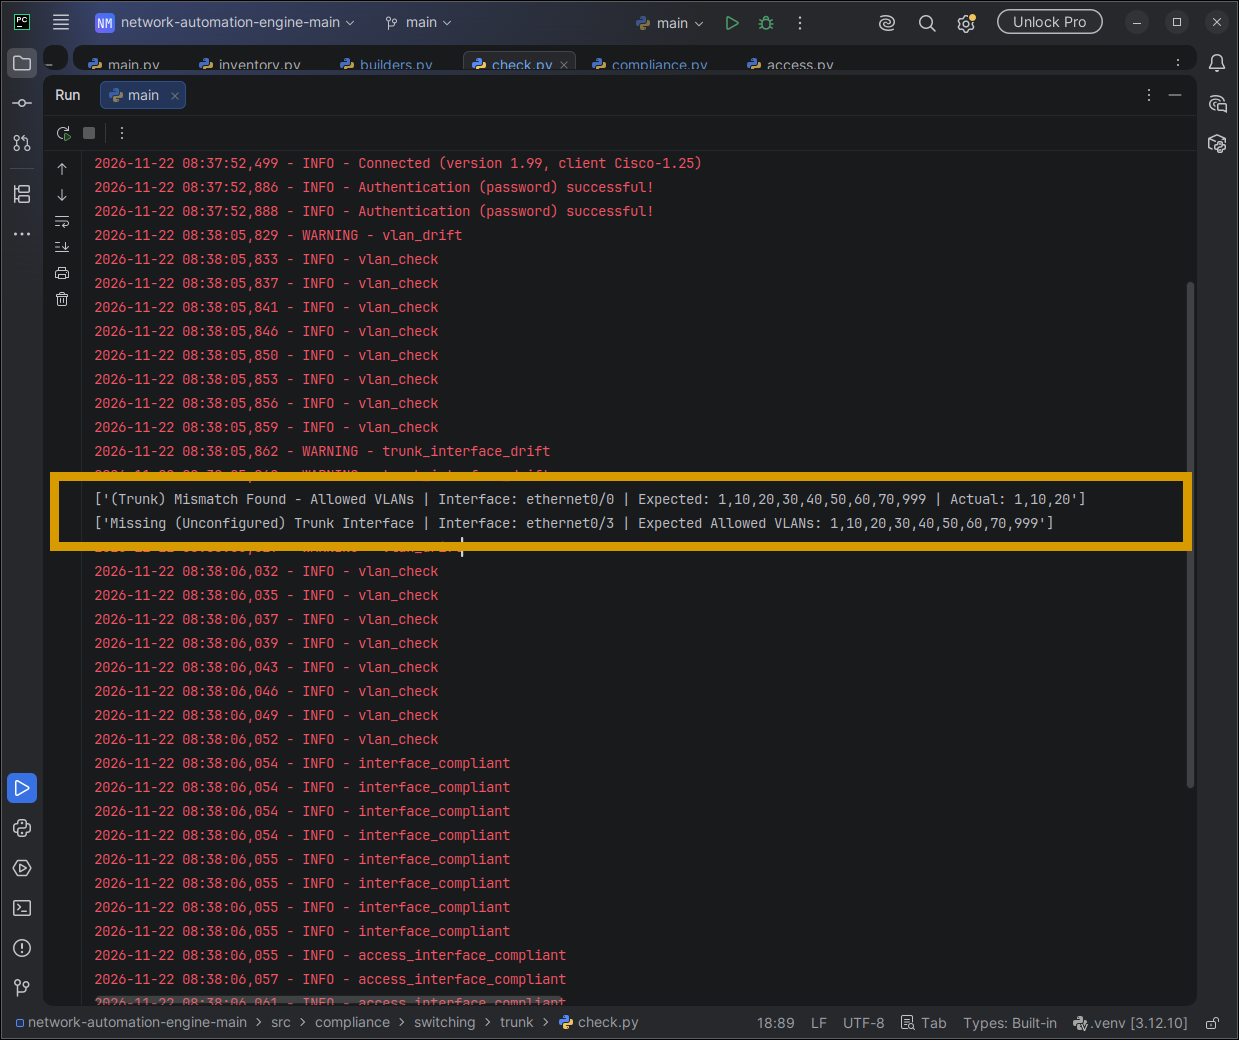 PC
NM network-automation-engine-main main main Unlock Pro
main.py inventory.py builders.py check.py compliance.py access.py
Run main
2026-11-22 08:37:52,499 - INFO - Connected (version 1.99, client Cisco-1.25)
2026-11-22 08:37:52,886 - INFO - Authentication (password) successful!
2026-11-22 08:37:52,888 - INFO - Authentication (password) successful!
2026-11-22 08:38:05,829 - WARNING - vlan_drift
2026-11-22 08:38:05,833 - INFO - vlan_check
2026-11-22 08:38:05,837 - INFO - vlan_check
2026-11-22 08:38:05,841 - INFO - vlan_check
2026-11-22 08:38:05,846 - INFO - vlan_check
2026-11-22 08:38:05,850 - INFO - vlan_check
2026-11-22 08:38:05,853 - INFO - vlan_check
2026-11-22 08:38:05,856 - INFO - vlan_check
2026-11-22 08:38:05,859 - INFO - vlan_check
2026-11-22 08:38:05,862 - WARNING - trunk_interface_drift
['(Trunk) Mismatch Found - Allowed VLANs | Interface: ethernet0/0 | Expected: 1,10,20,30,40,50,60,70,999 | Actual: 1,10,20']
['Missing (Unconfigured) Trunk Interface | Interface: ethernet0/3 | Expected Allowed VLANs: 1,10,20,30,40,50,60,70,999']
2026-11-22 08:38:06,032 - INFO - vlan_check
2026-11-22 08:38:06,035 - INFO - vlan_check
2026-11-22 08:38:06,037 - INFO - vlan_check
2026-11-22 08:38:06,039 - INFO - vlan_check
2026-11-22 08:38:06,043 - INFO - vlan_check
2026-11-22 08:38:06,046 - INFO - vlan_check
2026-11-22 08:38:06,049 - INFO - vlan_check
2026-11-22 08:38:06,052 - INFO - vlan_check
2026-11-22 08:38:06,054 - INFO - interface_compliant
2026-11-22 08:38:06,054 - INFO - interface_compliant
2026-11-22 08:38:06,054 - INFO - interface_compliant
2026-11-22 08:38:06,054 - INFO - interface_compliant
2026-11-22 08:38:06,055 - INFO - interface_compliant
2026-11-22 08:38:06,055 - INFO - interface_compliant
2026-11-22 08:38:06,055 - INFO - interface_compliant
2026-11-22 08:38:06,055 - INFO - interface_compliant
2026-11-22 08:38:06,055 - INFO - access_interface_compliant
2026-11-22 08:38:06,057 - INFO - access_interface_compliant
2026-11-22 08:38:06,061 - INFO - access_interface_compliant
network-automation-engine-main > src > compliance > switching > trunk > check.py 18:89 LF UTF-8 Tab Types: Built-in .venv [3.12.10]